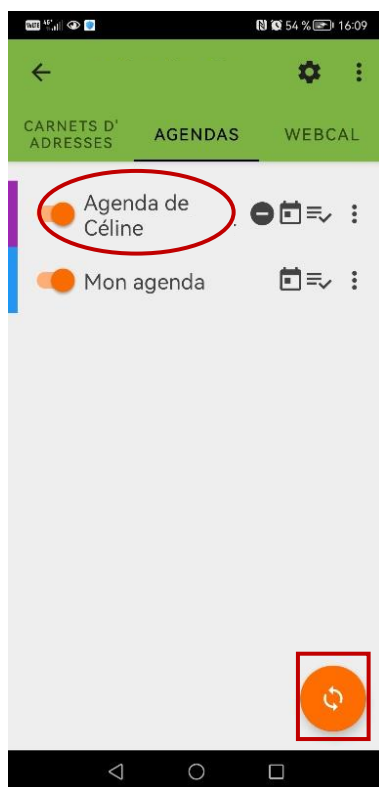 54 % 16:09
CARNETS D'
ADRESSES
AGENDAS
WEBCAL
Agenda de
Céline
Mon agenda